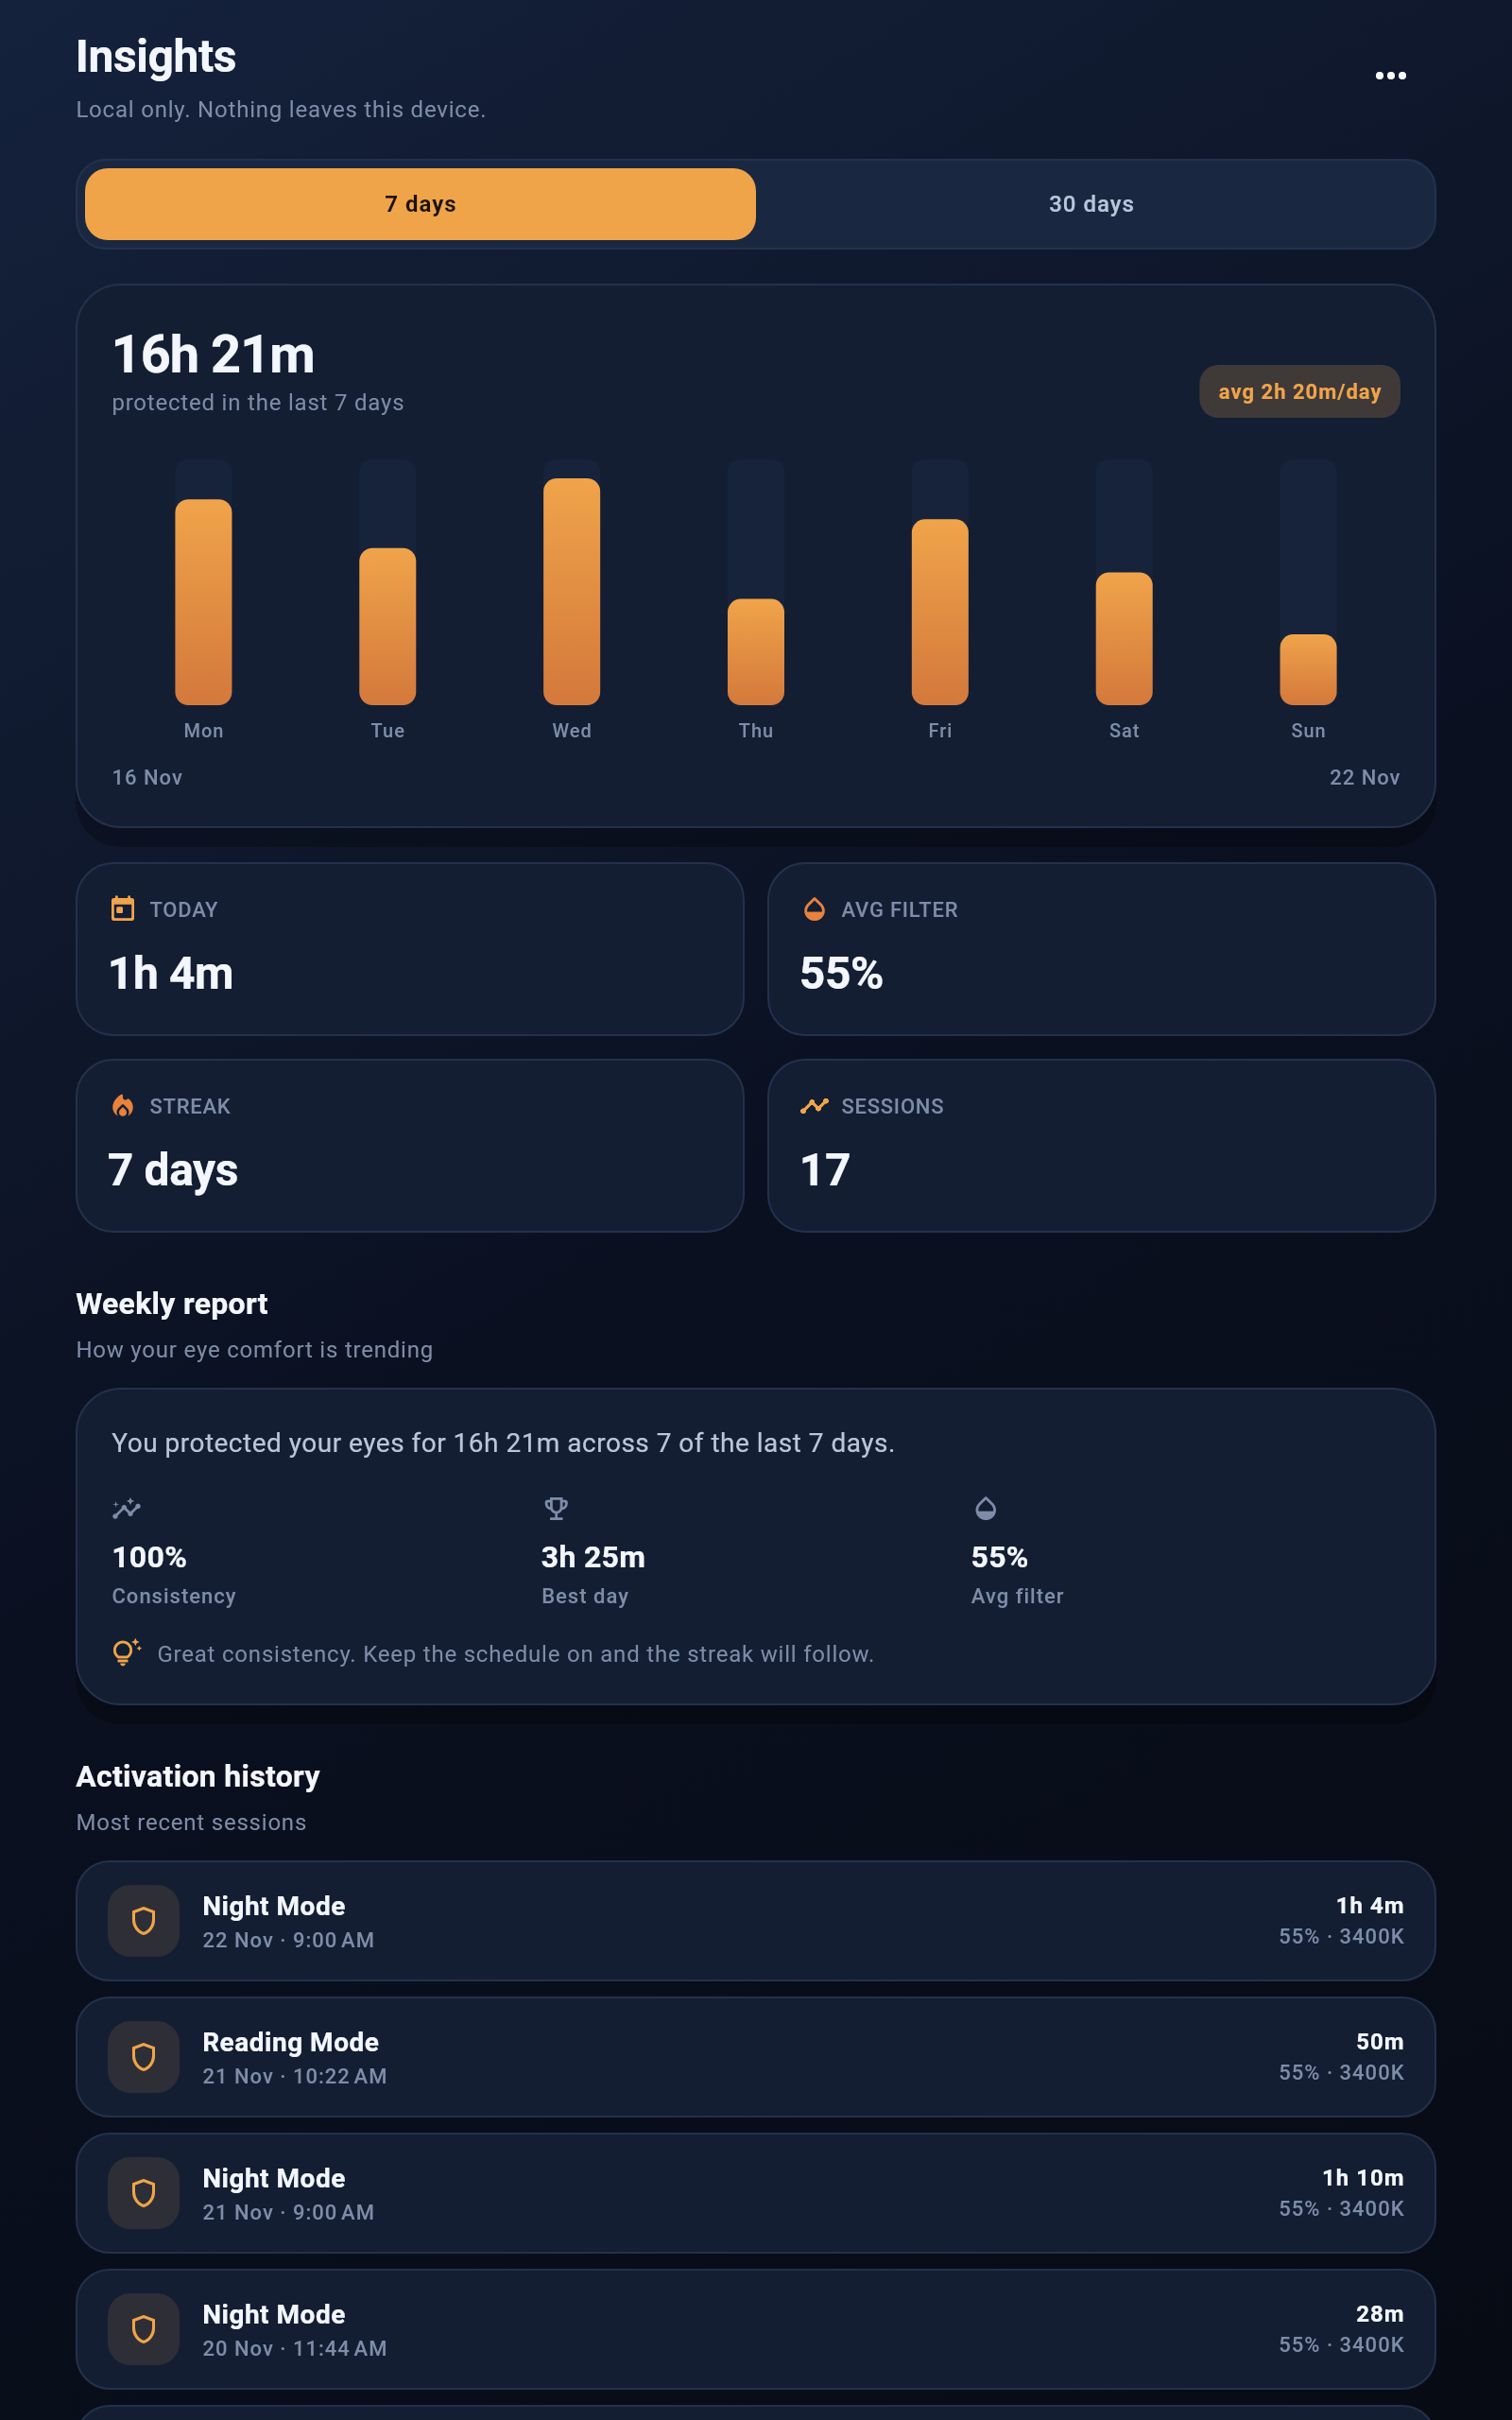 Insights
Local only. Nothing leaves this device.
7 days
30 days
16h 21m
protected in the last 7 days
avg 2h 20m/day
Mon
Tue
Wed
Thu
Fri
Sat
Sun
16 Nov
22 Nov
TODAY
1h 4m
AVG FILTER
55%
STREAK
7 days
SESSIONS
17
Weekly report
How your eye comfort is trending
You protected your eyes for 16h 21m across 7 of the last 7 days.
100%
Consistency
3h 25m
Best day
55%
Avg filter
Great consistency. Keep the schedule on and the streak will follow.
Activation history
Most recent sessions
Night Mode
22 Nov · 9:00 AM
1h 4m
55% · 3400K
Reading Mode
21 Nov · 10:22 AM
50m
55% · 3400K
Night Mode
21 Nov · 9:00 AM
1h 10m
55% · 3400K
Night Mode
20 Nov · 11:44 AM
28m
55% · 3400K